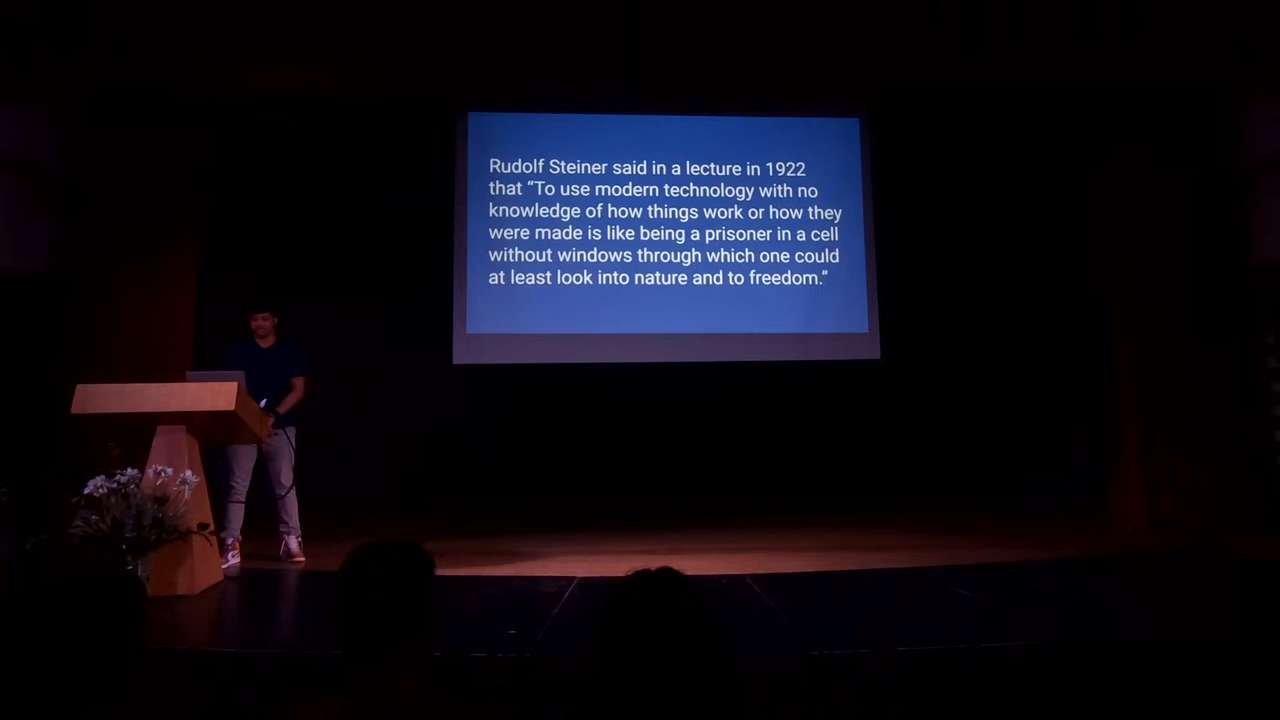 Rudolf Steiner said in a lecture in 1922
that “To use modern technology with no
knowledge of how things work or how they
were made is like being a prisoner in a cell
without windows through which one could
at least look into nature and to freedom.”